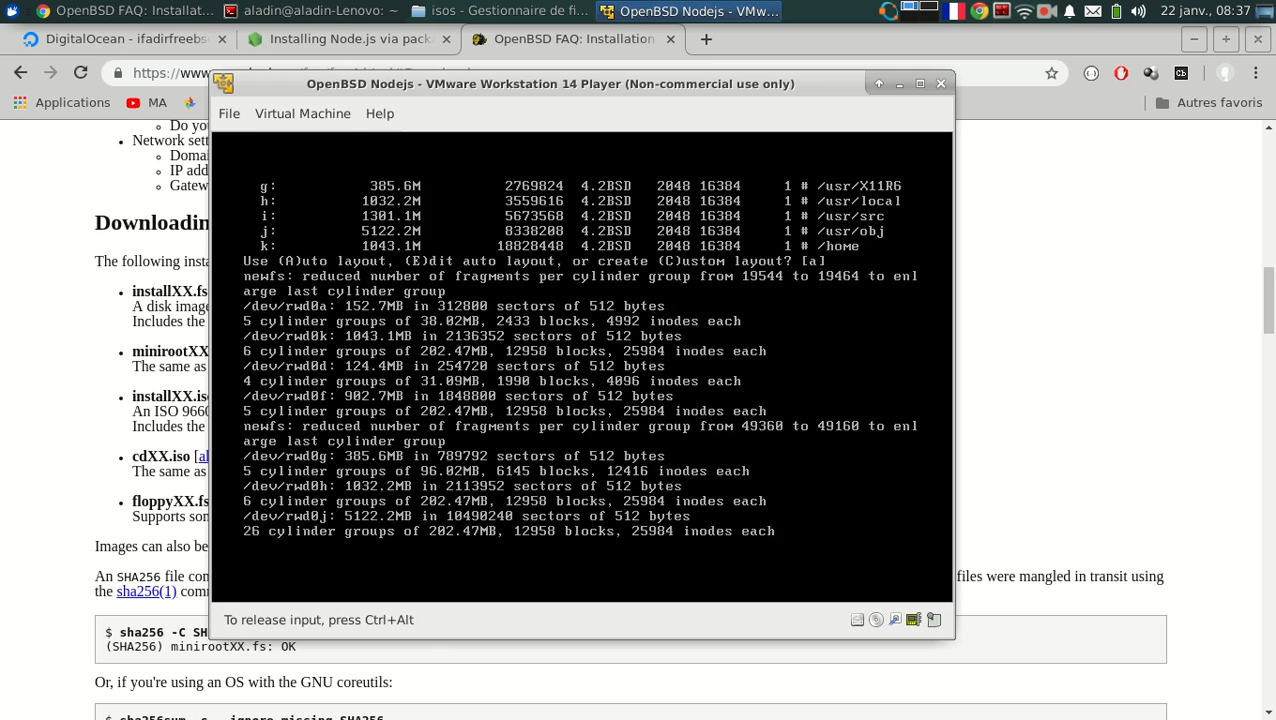 OpenBSD FAQ: Installat...
aladin@aladin-Lenovo: ~
isos - Gestionnaire de fi...
OpenBSD Nodejs - VMw...
22 janv., 08:37
DigitalOcean - ifadirfreebs
Installing Node.js via pack
OpenBSD FAQ: Installation
https://www.
Applications
MA
Autres favoris
OpenBSD Nodejs - VMware Workstation 14 Player (Non-commercial use only)
File Virtual Machine Help
Do you
Network sett
Domai
IP add
Gatew
Downloadin
The following insta
installXX.fs
A disk image
Includes the
minirootXX
The same as
installXX.iso
An ISO 9660
Includes the
cdXX.iso [al
The same as
floppyXX.fs
Supports som
Images can also be
An SHA256 file con
files were mangled in transit using
the sha256(1) comm
$ sha256 -C SH
(SHA256) minirootXX.fs: OK
Or, if you're using an OS with the GNU coreutils:
$ sha256sum -c --ignore-missing SHA256
g: 385.6M 2769824 4.2BSD 2048 16384 1 # /usr/X11R6
h: 1032.2M 3559616 4.2BSD 2048 16384 1 # /usr/local
i: 1301.1M 5673568 4.2BSD 2048 16384 1 # /usr/src
j: 5122.2M 8338208 4.2BSD 2048 16384 1 # /usr/obj
k: 1043.1M 18828448 4.2BSD 2048 16384 1 # /home
Use (A)uto layout, (E)dit auto layout, or create (C)ustom layout? [a]
newfs: reduced number of fragments per cylinder group from 19544 to 19464 to enl
arge last cylinder group
/dev/rwd0a: 152.7MB in 312800 sectors of 512 bytes
5 cylinder groups of 38.02MB, 2433 blocks, 4992 inodes each
/dev/rwd0k: 1043.1MB in 2136352 sectors of 512 bytes
6 cylinder groups of 202.47MB, 12958 blocks, 25984 inodes each
/dev/rwd0d: 124.4MB in 254720 sectors of 512 bytes
4 cylinder groups of 31.09MB, 1990 blocks, 4096 inodes each
/dev/rwd0f: 902.7MB in 1848800 sectors of 512 bytes
5 cylinder groups of 202.47MB, 12958 blocks, 25984 inodes each
newfs: reduced number of fragments per cylinder group from 49360 to 49160 to enl
arge last cylinder group
/dev/rwd0g: 385.6MB in 789792 sectors of 512 bytes
5 cylinder groups of 96.02MB, 6145 blocks, 12416 inodes each
/dev/rwd0h: 1032.2MB in 2113952 sectors of 512 bytes
6 cylinder groups of 202.47MB, 12958 blocks, 25984 inodes each
/dev/rwd0j: 5122.2MB in 10490240 sectors of 512 bytes
26 cylinder groups of 202.47MB, 12958 blocks, 25984 inodes each
To release input, press Ctrl+Alt